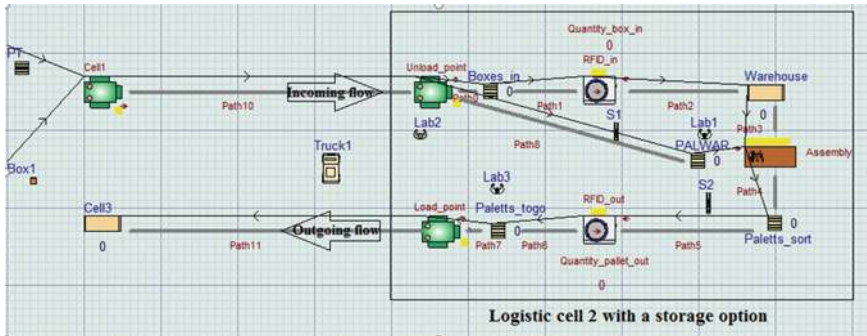 Quantity_box_in
0
PT
Cell1
Unload_point
Boxes_in
RFID_in
Warehouse
Incoming flow
Path10
Path0
0
Path1
Path2
0
Lab2
S1
Lab1
Path3
Truck1
Path8
PALWAR
0
Assembly
Box1
Lab3
S2
Path4
Cell3
Load_point
Paletts_togo
RFID_out
0
0
Outgoing flow
0
Paletts_sort
Path11
Path7
Path6
Path5
Quantity_pallet_out
0
Logistic cell 2 with a storage option